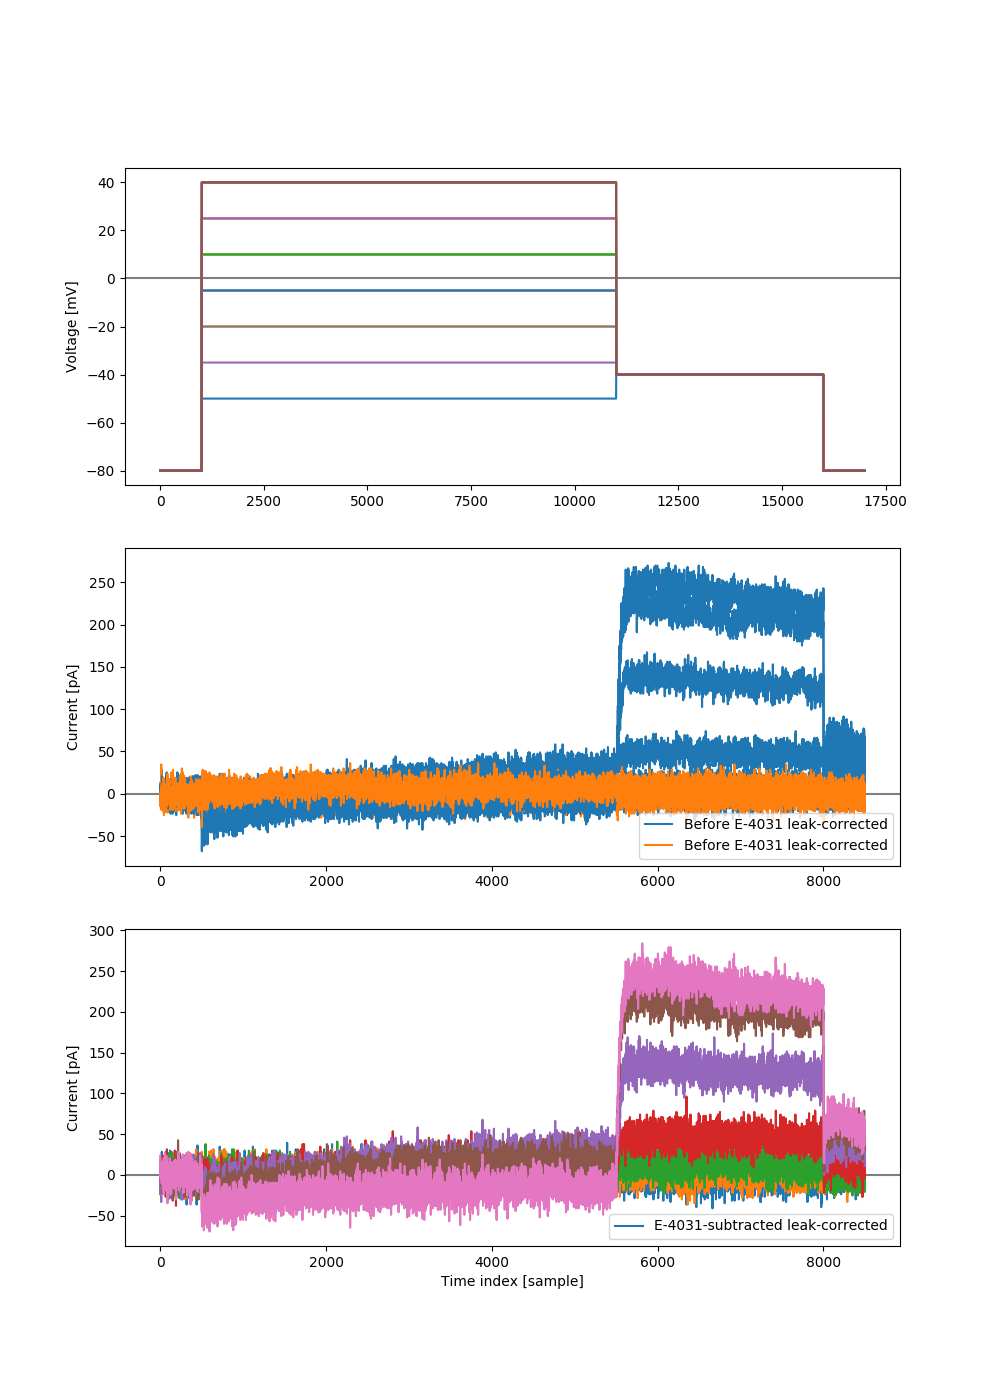 40
20
0
−20
−40
−60
−80
Voltage [mV]
0 2500 5000 7500 10000 12500 15000 17500
250
200
150
100
50
0
−50
Current [pA]
Before E-4031 leak-corrected
Before E-4031 leak-corrected
0 2000 4000 6000 8000
300
250
200
150
100
50
0
−50
Current [pA]
E-4031-subtracted leak-corrected
0 2000 4000 6000 8000
Time index [sample]